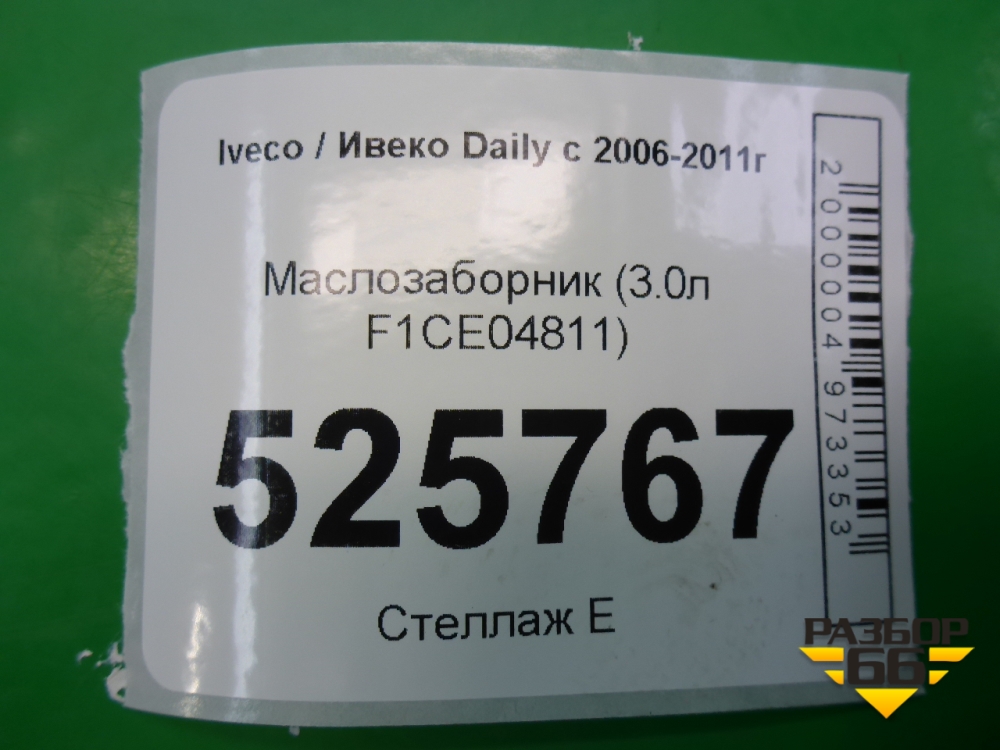 Iveco / Ивеко Daily с 2006-2011г
Маслозаборник (3.0л
F1CE04811)
525767
Стеллаж Е
2000004973353
РАЗБОР
66